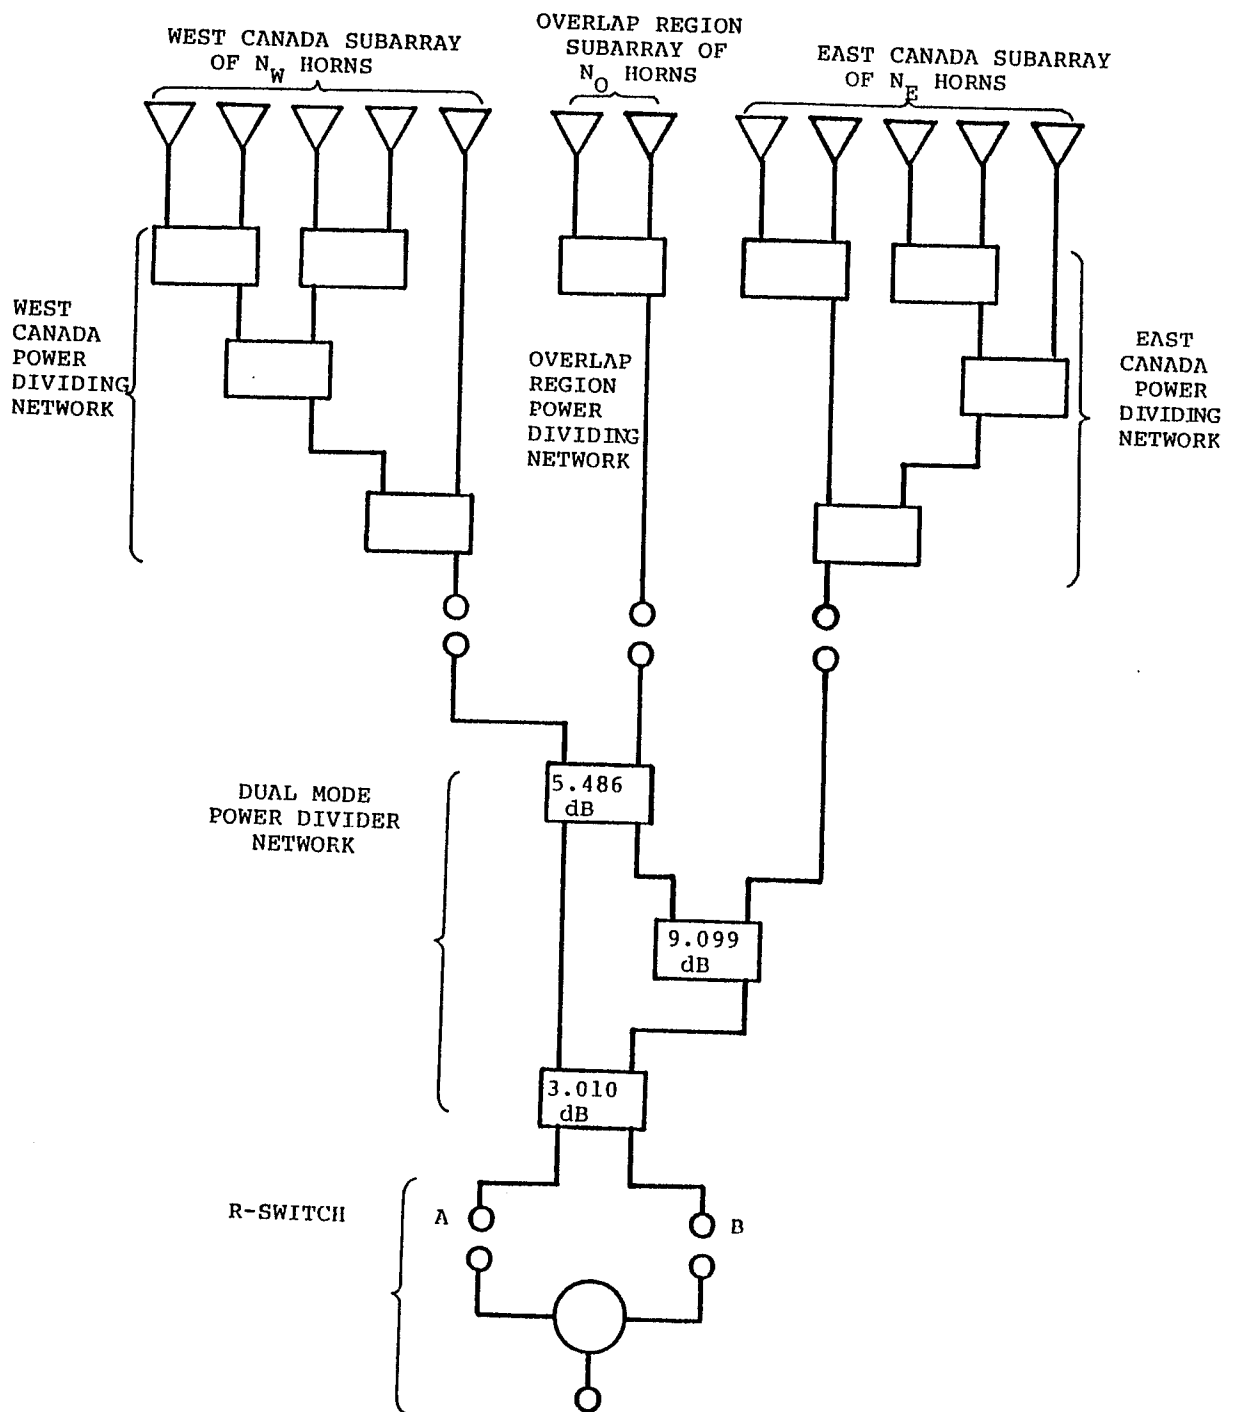 WEST CANADA SUBARRAY
OF N_W HORNS
OVERLAP REGION
SUBARRAY OF
N_O HORNS
EAST CANADA SUBARRAY
OF N_E HORNS
WEST
CANADA
POWER
DIVIDING
NETWORK
OVERLAP
REGION
POWER
DIVIDING
NETWORK
EAST
CANADA
POWER
DIVIDING
NETWORK
DUAL MODE
POWER DIVIDER
NETWORK
5.486
dB
9.099
dB
3.010
dB
R-SWITCH
A
B